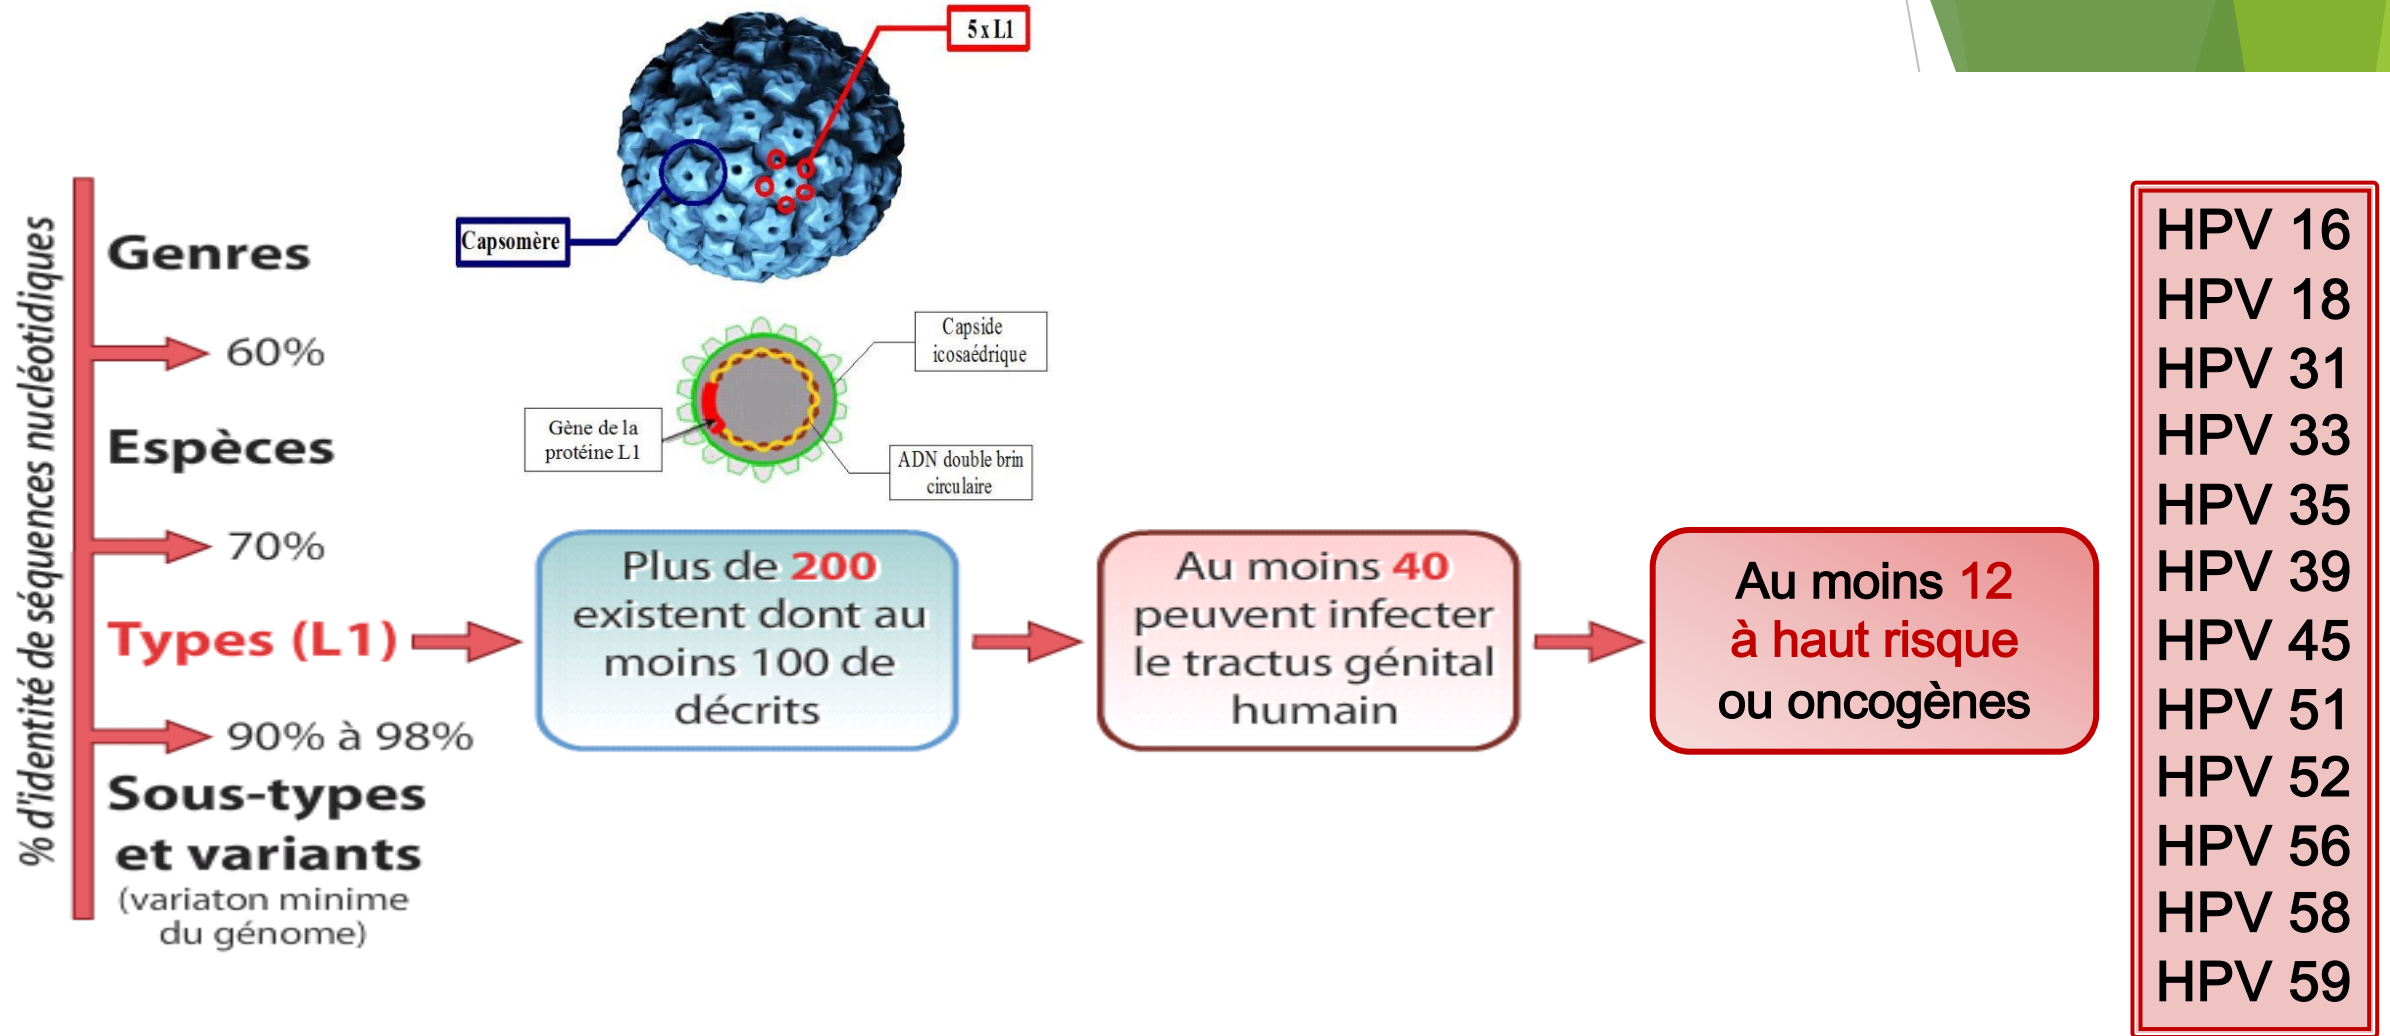 5 x L1
Capsomère
% d'identité de séquences nucléotidiques
Genres
60%
Espèces
70%
Types (L1)
90% à 98%
Sous-types
et variants
(variaton minime
du génome)
Capside
icosaédrique
Gène de la
protéine L1
ADN double brin
circulaire
Plus de 200
existent dont au
moins 100 de
décrits
Au moins 40
peuvent infecter
le tractus génital
humain
Au moins 12
à haut risque
ou oncogènes
HPV 16
HPV 18
HPV 31
HPV 33
HPV 35
HPV 39
HPV 45
HPV 51
HPV 52
HPV 56
HPV 58
HPV 59